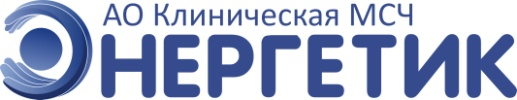 АО Клиническая МСЧ
ЭНЕРГЕТИК